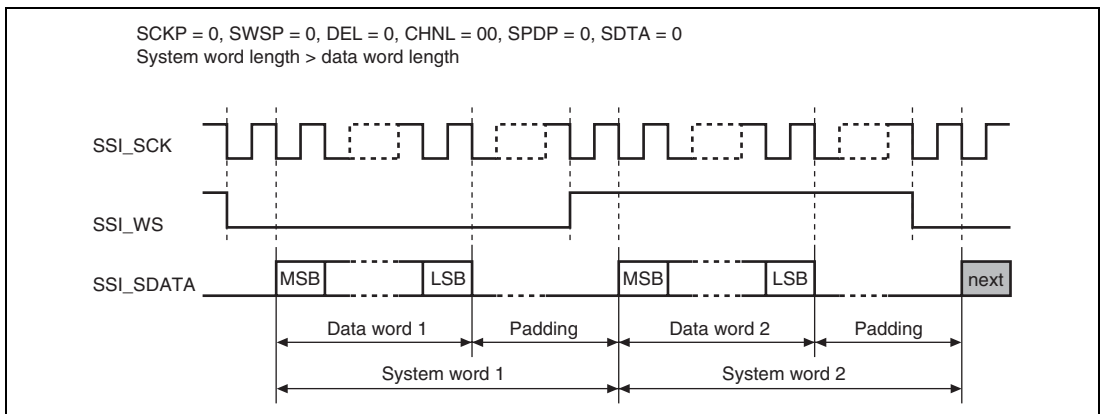 SCKP = 0, SWSP = 0, DEL = 0, CHNL = 00, SPDP = 0, SDTA = 0
System word length > data word length
SSI_SCK
SSI_WS
SSI_SDATA
MSB
LSB
MSB
LSB
next
Data word 1
Padding
Data word 2
Padding
System word 1
System word 2